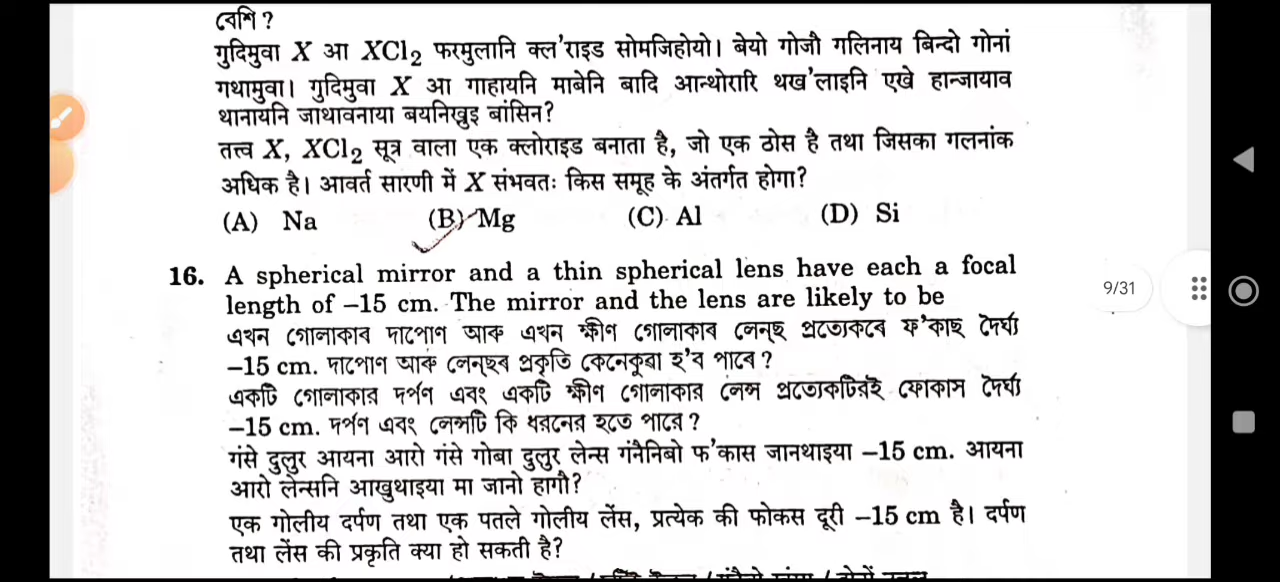 বেশি ?
गुदिमुवा X आ XCl₂ फरमुलानि क्ल'राइड सोमजिहोयो। बेयो गोजौ गलिनाय बिन्दो गोनां
गथामुवा। गुदिमुवा X आ गाहायनि माबेनि बादि आन्थोरारि थख'लाइनि एखे हान्जायाव
थानायनि जाथावनाया बयनिख्रुइ बांसिन?
तत्त्व X, XCl₂ सूत्र वाला एक क्लोराइड बनाता है, जो एक ठोस है तथा जिसका गलनांक
अधिक है। आवर्त सारणी में X संभवतः किस समूह के अंतर्गत होगा?
(A) Na (B) Mg (C) Al (D) Si
16. A spherical mirror and a thin spherical lens have each a focal
length of –15 cm. The mirror and the lens are likely to be
এখন গোলাকাৰ দাপোণ আৰু এখন ক্ষীণ গোলাকাৰ লেন্‌ছ প্ৰত্যেকৰে ফ'কাছ দৈৰ্ঘ্য
–15 cm. দাপোণ আৰু লেন্‌ছৰ প্ৰকৃতি কেনেকুৱা হ'ব পাৰে ?
একটি গোলাকার দর্পণ এবং একটি ক্ষীণ গোলাকার লেন্স প্রত্যেকটিরই ফোকাস দৈর্ঘ্য
–15 cm. দর্পণ এবং লেন্সটি কি ধরনের হতে পারে ?
गंसे दुलुर आयना आरो गंसे गोबा दुलुर लेन्स गंनैनिबो फ'कास जानथाइया –15 cm. आयना
आरो लेन्सनि आखुथाइया मा जानो हागौ?
एक गोलीय दर्पण तथा एक पतले गोलीय लेंस, प्रत्येक की फोकस दूरी –15 cm है। दर्पण
तथा लेंस की प्रकृति क्या हो सकती है?
9/31